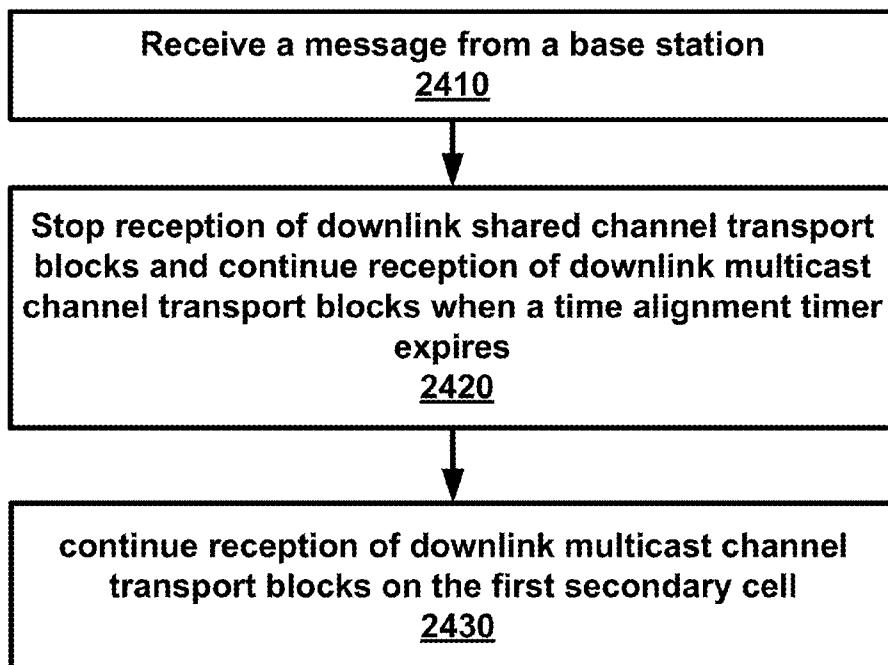 Receive a message from a base station
2410
Stop reception of downlink shared channel transport
blocks and continue reception of downlink multicast
channel transport blocks when a time alignment timer
expires
2420
continue reception of downlink multicast channel
transport blocks on the first secondary cell
2430